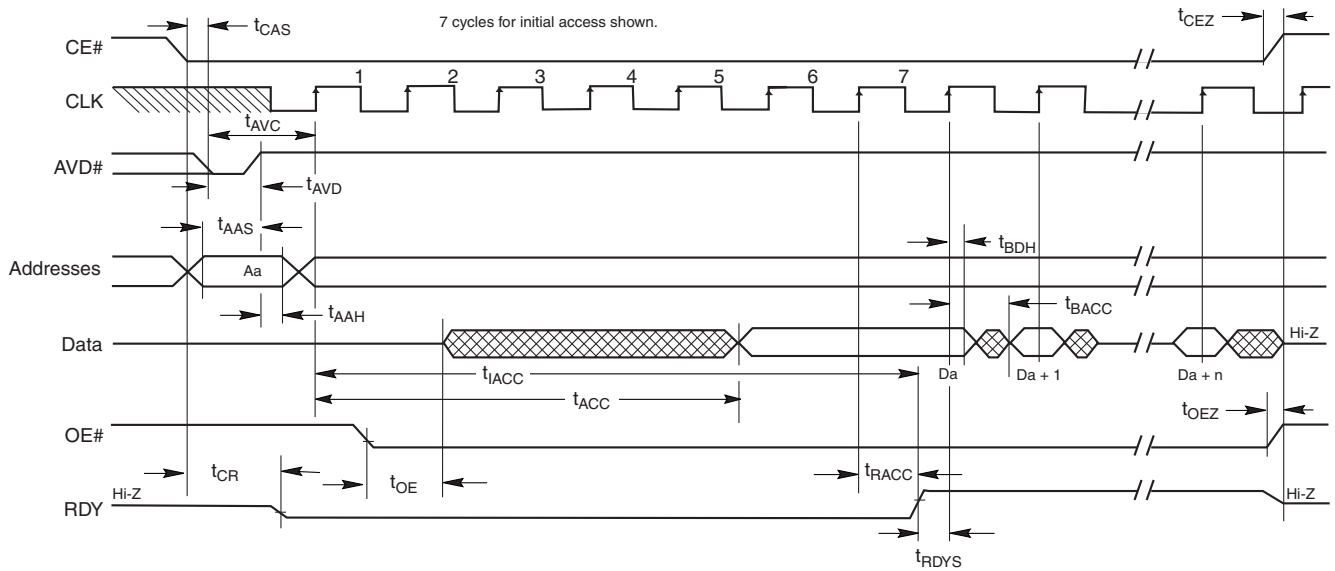 7 cycles for initial access shown.
tCAS
tCEZ
CE#
1 2 3 4 5 6 7
CLK
tAVC
AVD#
tAVD
tAAS
tBDH
Addresses
Aa
tAAH
tBACC
Data
Hi-Z
tIACC
Da
Da + 1
Da + n
tACC
tOEZ
OE#
tCR
tOE
tRACC
Hi-Z
Hi-Z
RDY
tRDYS